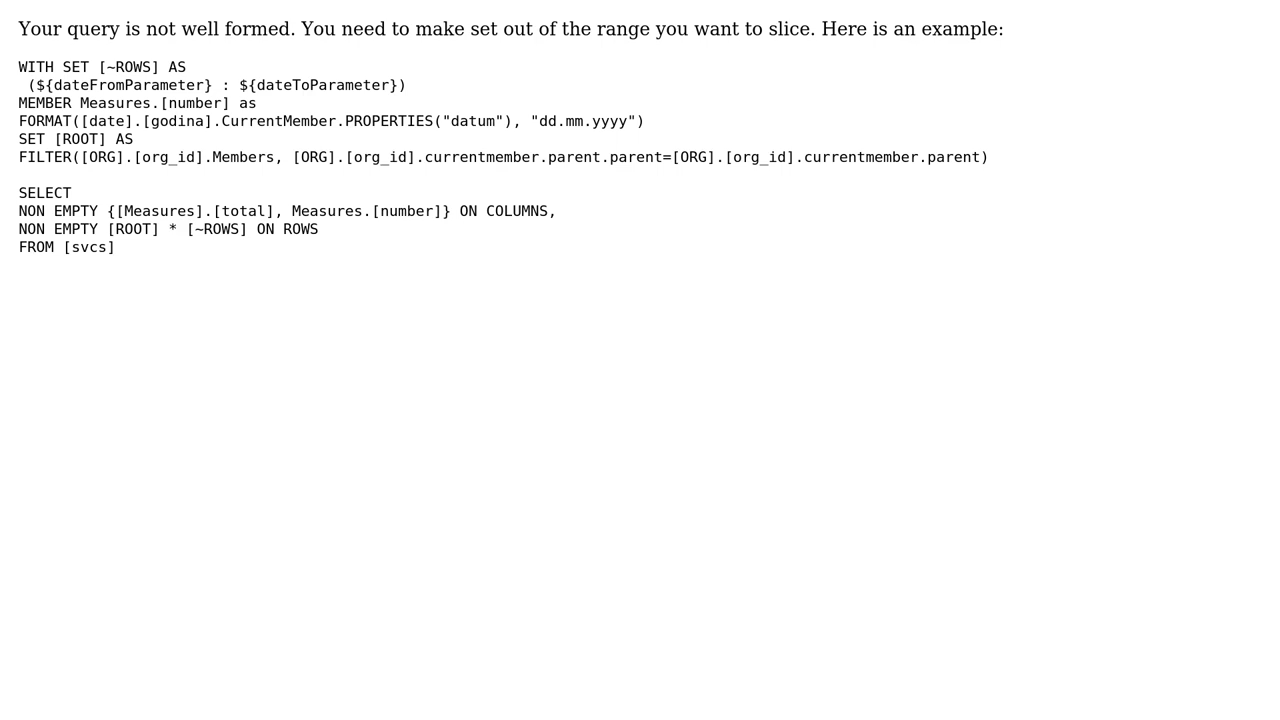 Your query is not well formed. You need to make set out of the range you want to slice. Here is an example:
WITH SET [~ROWS] AS
 (${dateFromParameter} : ${dateToParameter})
MEMBER Measures.[number] as
FORMAT([date].[godina].CurrentMember.PROPERTIES("datum"), "dd.mm.yyyy")
SET [ROOT] AS
FILTER([ORG].[org_id].Members, [ORG].[org_id].currentmember.parent.parent=[ORG].[org_id].currentmember.parent)
SELECT
NON EMPTY {[Measures].[total], Measures.[number]} ON COLUMNS,
NON EMPTY [ROOT] * [~ROWS] ON ROWS
FROM [svcs]